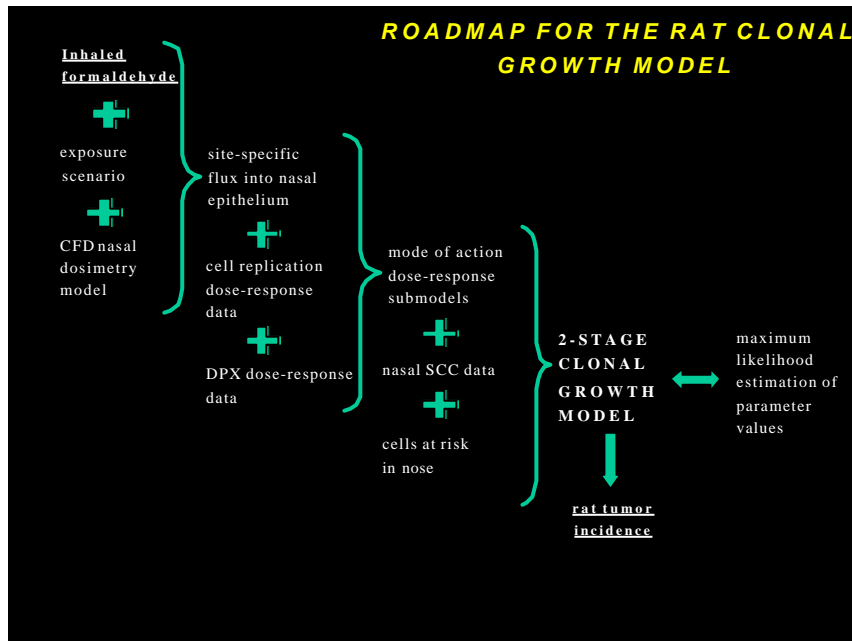 ROADMAP FOR THE RAT CLONAL
GROWTH MODEL
Inhaled
formaldehyde
exposure
scenario
CFD nasal
dosimetry
model
site-specific
flux into nasal
epithelium
cell replication
dose-response
data
DPX dose-response
data
mode of action
dose-response
submodels
nasal SCC data
cells at risk
in nose
2-STAGE
CLONAL
GROWTH
MODEL
maximum
likelihood
estimation of
parameter
values
rat tumor
incidence